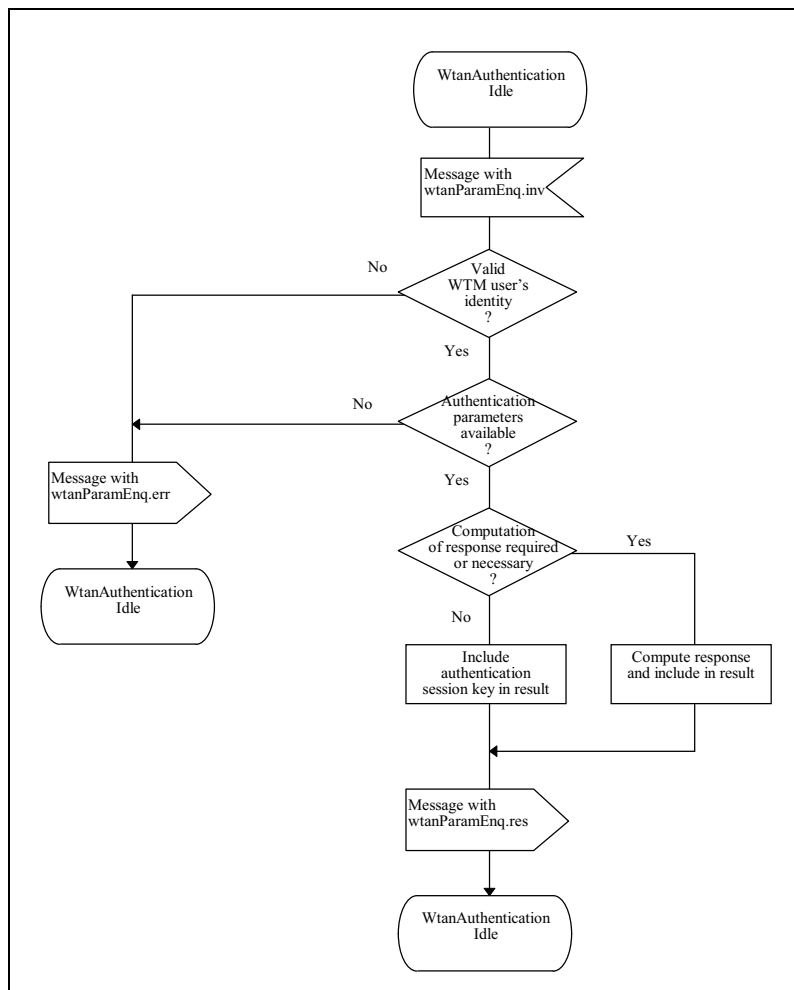 WtanAuthentication
Idle
Message with
wtanParamEnq.inv
No
Valid
WTM user's
identity
?
Yes
No
Authentication
parameters
available
?
Message with
wtanParamEnq.err
Yes
Computation
of response required
or necessary
?
Yes
WtanAuthentication
Idle
No
Include
authentication
session key in result
Compute response
and include in result
Message with
wtanParamEnq.res
WtanAuthentication
Idle